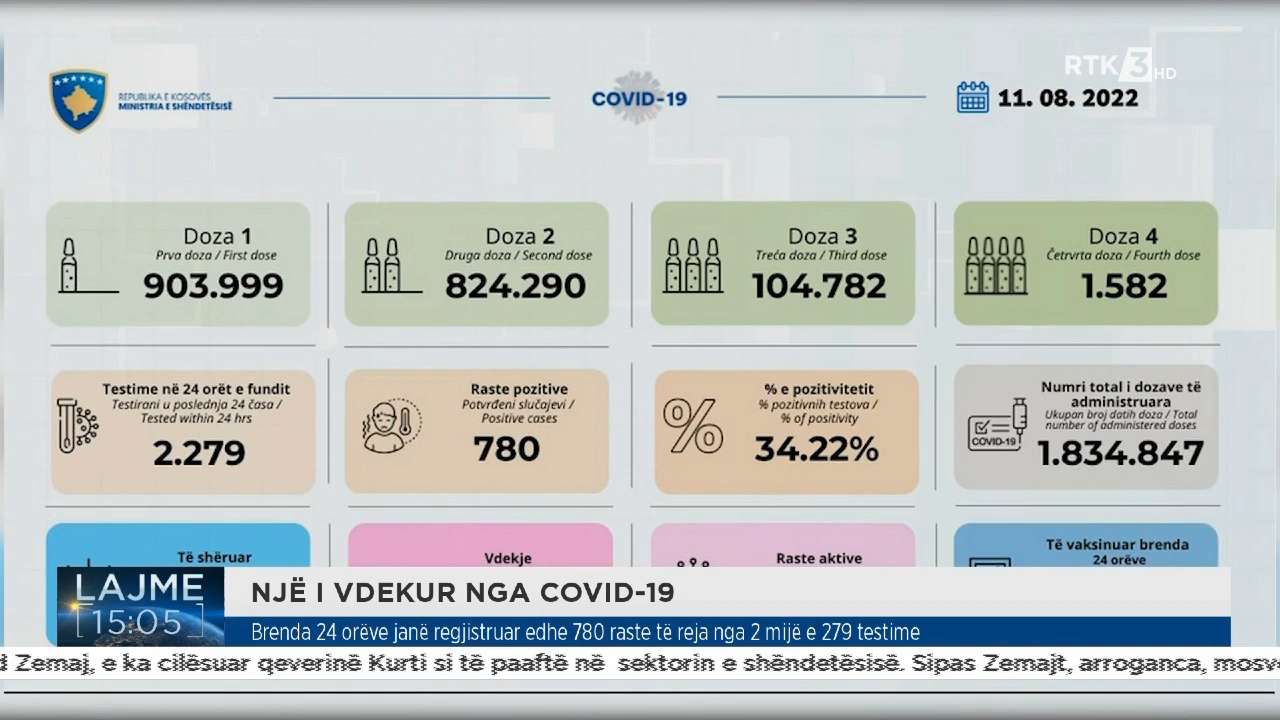 RTK 3 HD
REPUBLIKA E KOSOVËS
MINISTRIA E SHËNDETËSISË
COVID-19
11. 08. 2022
Doza 1
Prva doza / First dose
903.999
Doza 2
Druga doza / Second dose
824.290
Doza 3
Treća doza / Third dose
104.782
Doza 4
Četrvrta doza / Fourth dose
1.582
Testime në 24 orët e fundit
Testirani u poslednja 24 časa /
Tested within 24 hrs
2.279
Raste pozitive
Potvrđeni slučajevi /
Positive cases
780
% e pozitivitetit
% pozitivnih testova /
% of positivity
34.22%
COVID-19
Numri total i dozave të
administruara
Ukupan broj datih doza / Total
number of administered doses
1.834.847
Të shëruar
Vdekje
Raste aktive
Të vaksinuar brenda
24 orëve
LAJME
15:05
NJË I VDEKUR NGA COVID-19
Brenda 24 orëve janë regjistruar edhe 780 raste të reja nga 2 mijë e 279 testime
Zemaj, e ka cilësuar qeverinë Kurti si të paaftë në sektorin e shëndetësisë. Sipas Zemajt, arroganca,